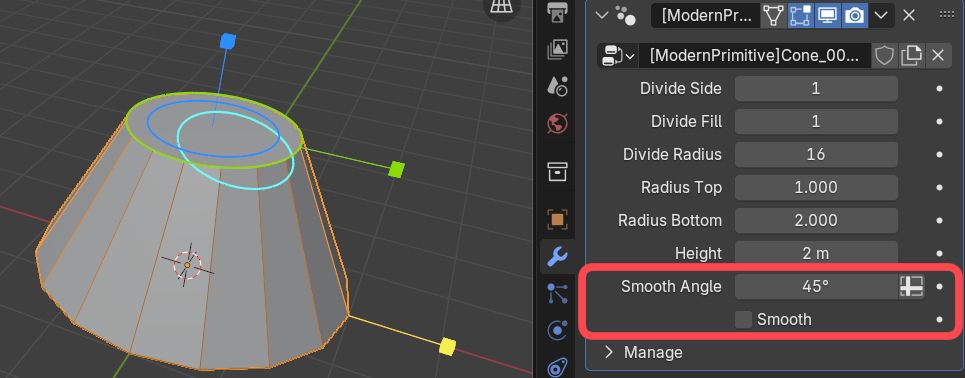 [ModernPr...
[ModernPrimitive]Cone_00...
Divide Side 1
Divide Fill 1
Divide Radius 16
Radius Top 1.000
Radius Bottom 2.000
Height 2 m
Smooth Angle 45°
Smooth
Manage